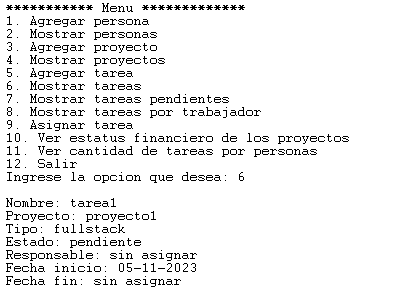 *********** Menu *************
1. Agregar persona
2. Mostrar personas
3. Agregar proyecto
4. Mostrar proyectos
5. Agregar tarea
6. Mostrar tareas
7. Mostrar tareas pendientes
8. Mostrar tareas por trabajador
9. Asignar tarea
10. Ver estatus financiero de los proyectos
11. Ver cantidad de tareas por personas
12. Salir
Ingrese la opcion que desea: 6
Nombre: tarea1
Proyecto: proyecto1
Tipo: fullstack
Estado: pendiente
Responsable: sin asignar
Fecha inicio: 05-11-2023
Fecha fin: sin asignar